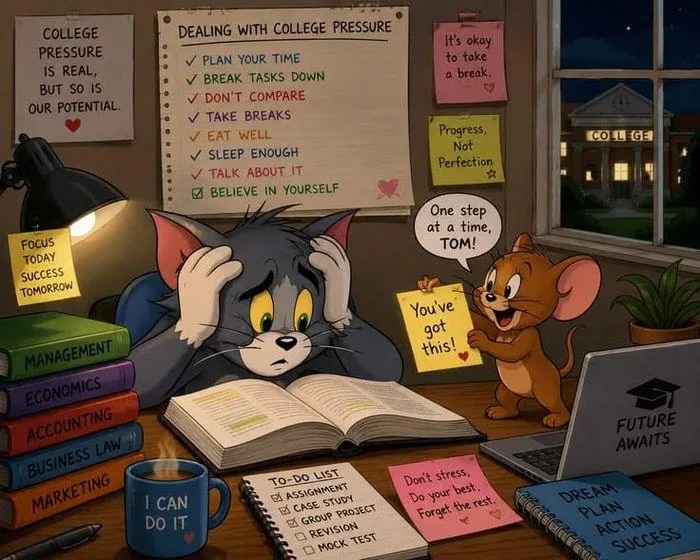 COLLEGE
PRESSURE
IS REAL,
BUT SO IS
OUR POTENTIAL.
DEALING WITH COLLEGE PRESSURE
PLAN YOUR TIME
BREAK TASKS DOWN
DON'T COMPARE
TAKE BREAKS
EAT WELL
SLEEP ENOUGH
TALK ABOUT IT
BELIEVE IN YOURSELF
It's okay
to take
a break.
Progress,
Not
Perfection
COLLEGE
FOCUS
TODAY
SUCCESS
TOMORROW
One step
at a time,
TOM!
You've
got
this!
MANAGEMENT
ECONOMICS
ACCOUNTING
BUSINESS LAW
MARKETING
I CAN
DO IT
TO-DO LIST
ASSIGNMENT
CASE STUDY
GROUP PROJECT
REVISION
MOCK TEST
Don't stress,
Do your best,
Forget the rest.
FUTURE
AWAITS
DREAM
PLAN
ACTION
SUCCESS